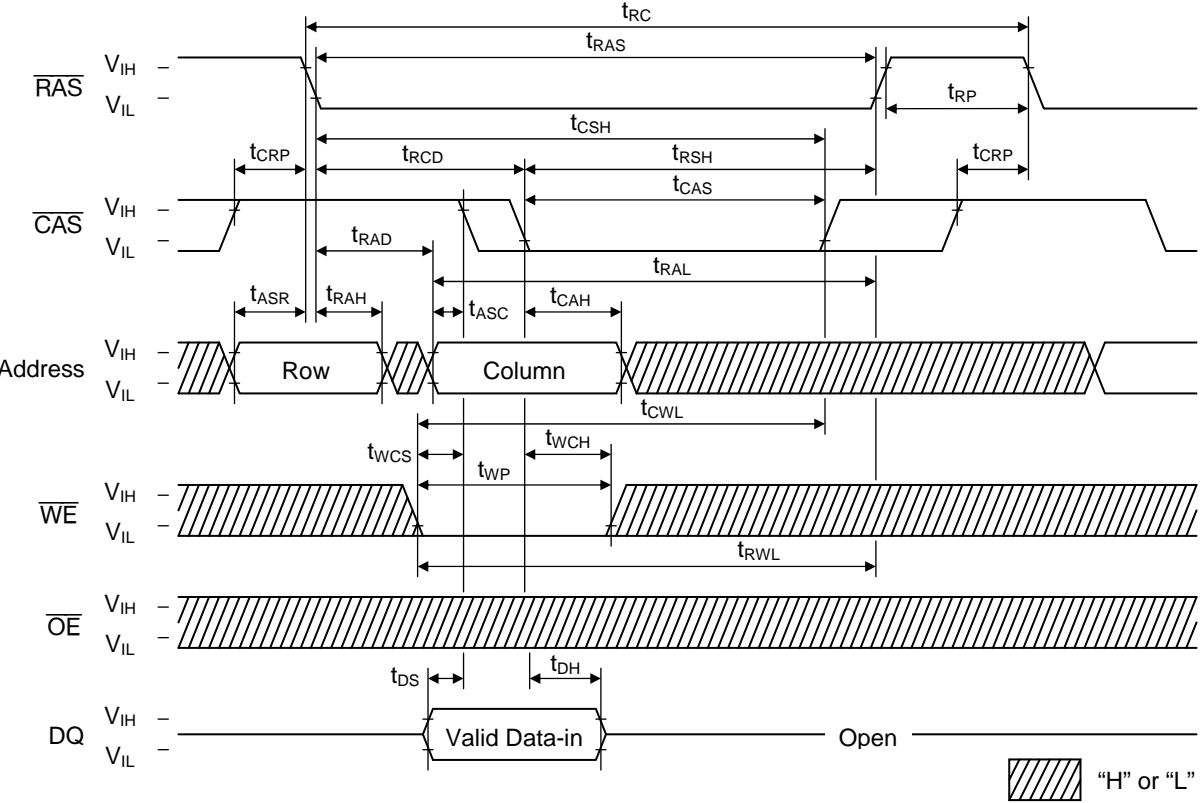 tRC
tRAS
VIH
RAS
VIL
tRP
tCSH
tCRP
tRCD
tRSH
tCRP
tCAS
VIH
CAS
VIL
tRAD
tRAL
tASR
tRAH
tASC
tCAH
VIH
Address
Row
Column
VIL
tCWL
tWCS
tWCH
tWP
VIH
WE
VIL
tRWL
VIH
OE
VIL
tDS
tDH
VIH
DQ
Valid Data-in
Open
VIL
“H” or “L”